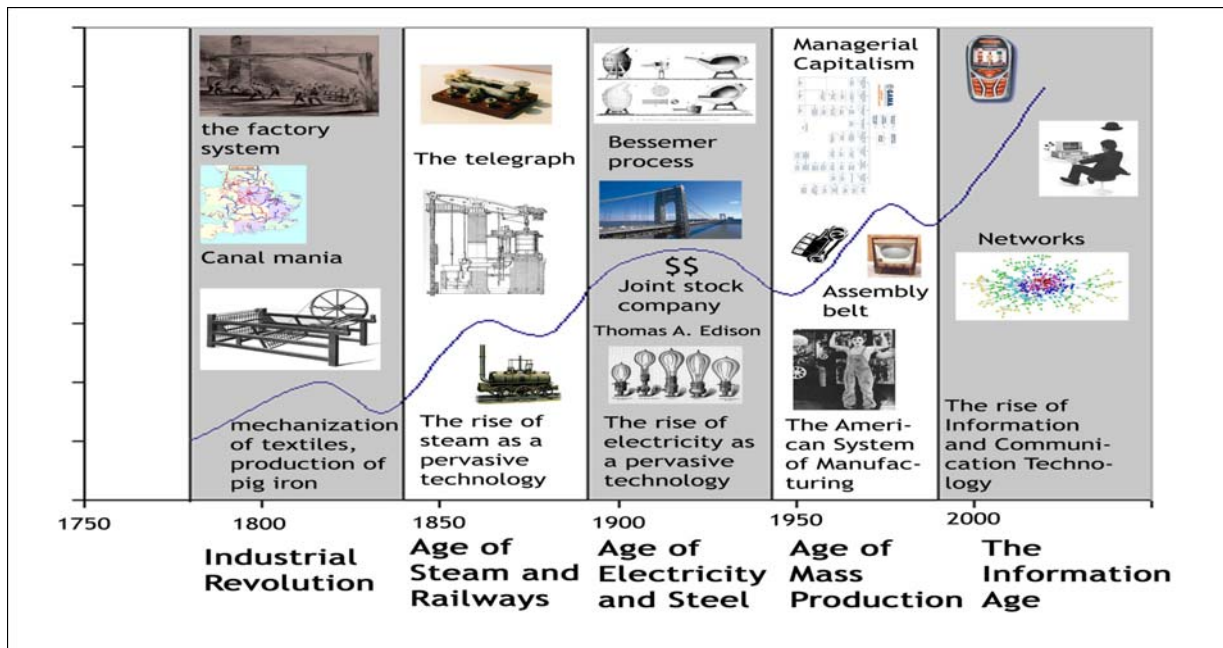 the factory
system
Canal mania
mechanization
of textiles,
production of
pig iron
The telegraph
The rise of
steam as a
pervasive
technology
Bessemer
process
$$
Joint stock
company
Thomas A. Edison
The rise of
electricity as
a pervasive
technology
Managerial
Capitalism
Assembly
belt
The Ameri-
can System
of Manufac-
turing
Networks
The rise of
Information
and Communi-
cation Techno-
logy
1750
1800
1850
1900
1950
2000
Industrial
Revolution
Age of
Steam and
Railways
Age of
Electricity
and Steel
Age of
Mass
Production
The
Information
Age